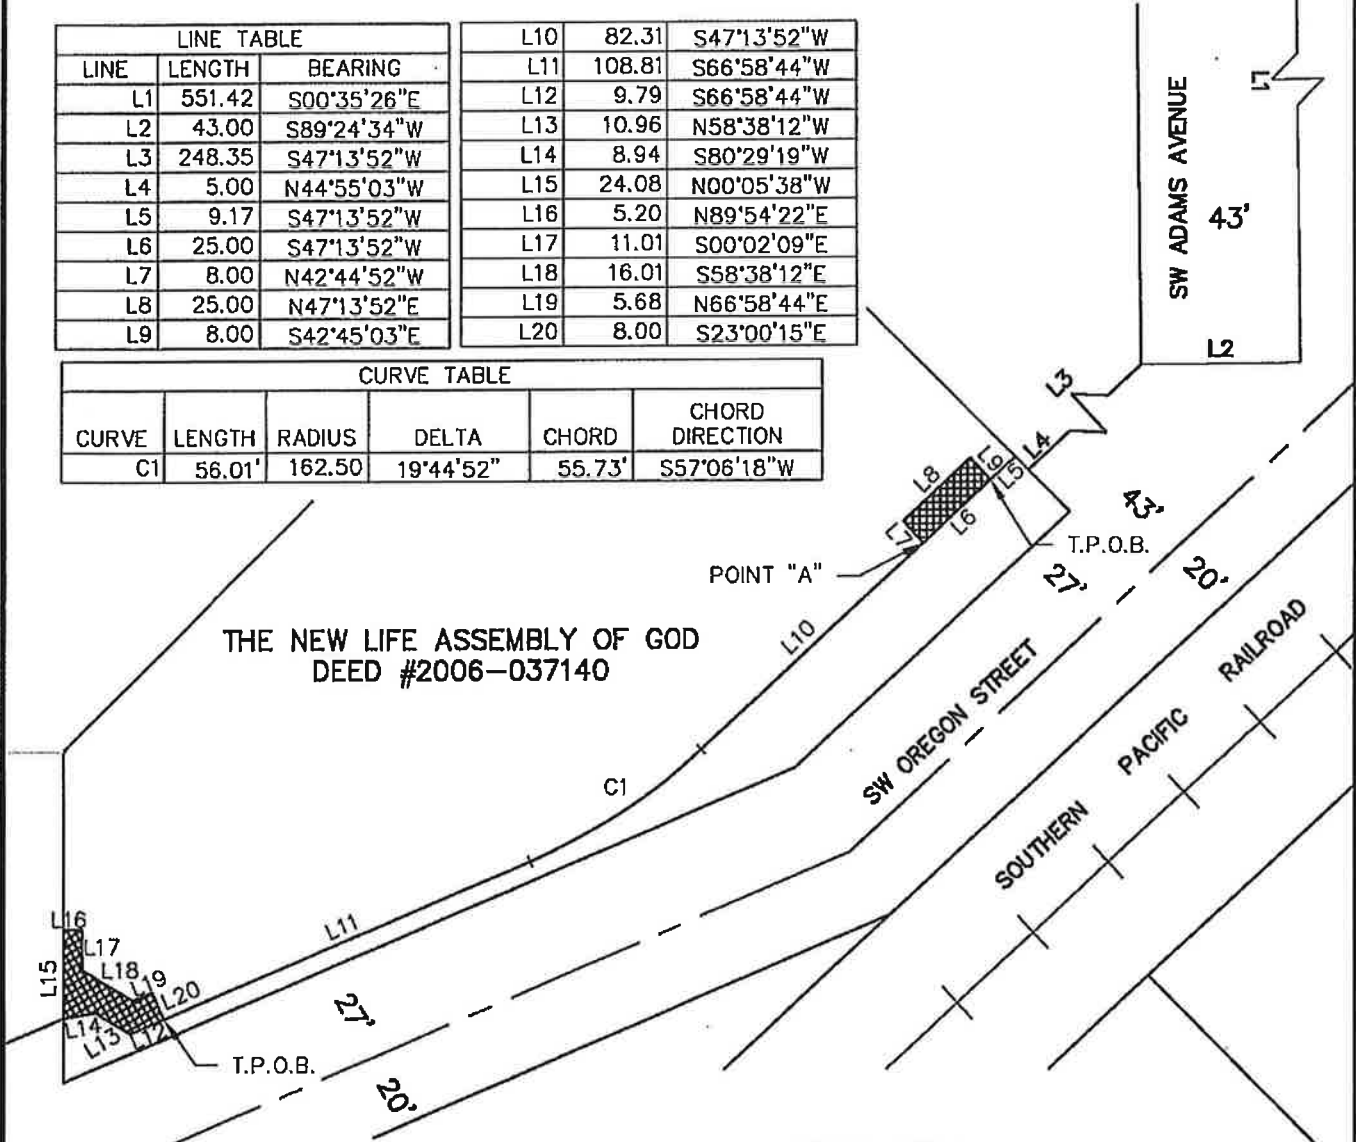 LINE TABLE
LINE LENGTH BEARING
L1 551.42 S00°35'26"E
L2 43.00 S89°24'34"W
L3 248.35 S47°13'52"W
L4 5.00 N44°55'03"W
L5 9.17 S47°13'52"W
L6 25.00 S47°13'52"W
L7 8.00 N42°44'52"W
L8 25.00 N47°13'52"E
L9 8.00 S42°45'03"E
L10 82.31 S47°13'52"W
L11 108.81 S66°58'44"W
L12 9.79 S66°58'44"W
L13 10.96 N58°38'12"W
L14 8.94 S80°29'19"W
L15 24.08 N00°05'38"W
L16 5.20 N89°54'22"E
L17 11.01 S00°02'09"E
L18 16.01 S58°38'12"E
L19 5.68 N66°58'44"E
L20 8.00 S23°00'15"E
CURVE TABLE
CURVE LENGTH RADIUS DELTA CHORD CHORD DIRECTION
C1 56.01' 162.50 19°44'52" 55.73' S57°06'18"W
SW ADAMS AVENUE
43'
L1
L2
L3
L4
L5
L9
L8
L6
L7
43'
T.P.O.B.
POINT "A"
27'
20'
THE NEW LIFE ASSEMBLY OF GOD
DEED #2006-037140
L10
SW OREGON STREET
SOUTHERN PACIFIC RAILROAD
C1
L11
L16
L17
L18
L19
L20
L15
L14
L13
L12
27'
T.P.O.B.
20'